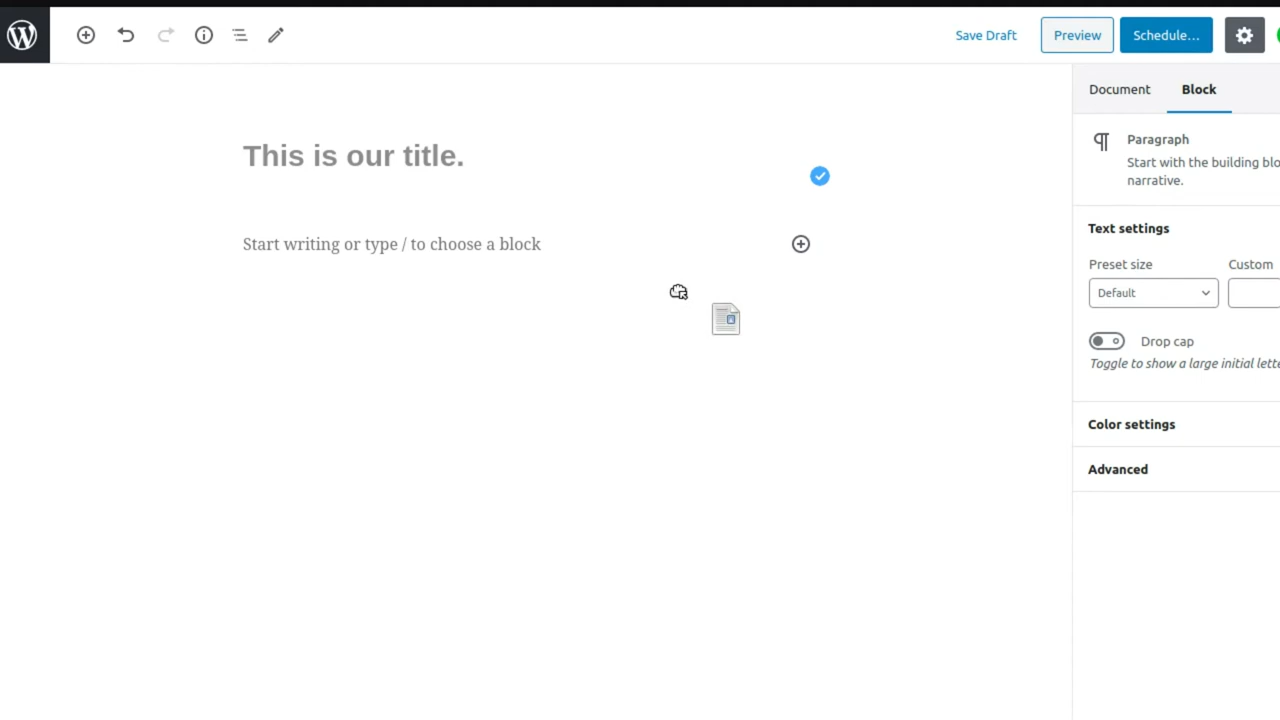 Save Draft
Preview
Schedule...
Document
Block
This is our title.
Paragraph
Start with the building blo
narrative.
Text settings
Start writing or type / to choose a block
Preset size
Custom
Default
Drop cap
Toggle to show a large initial lette
Color settings
Advanced